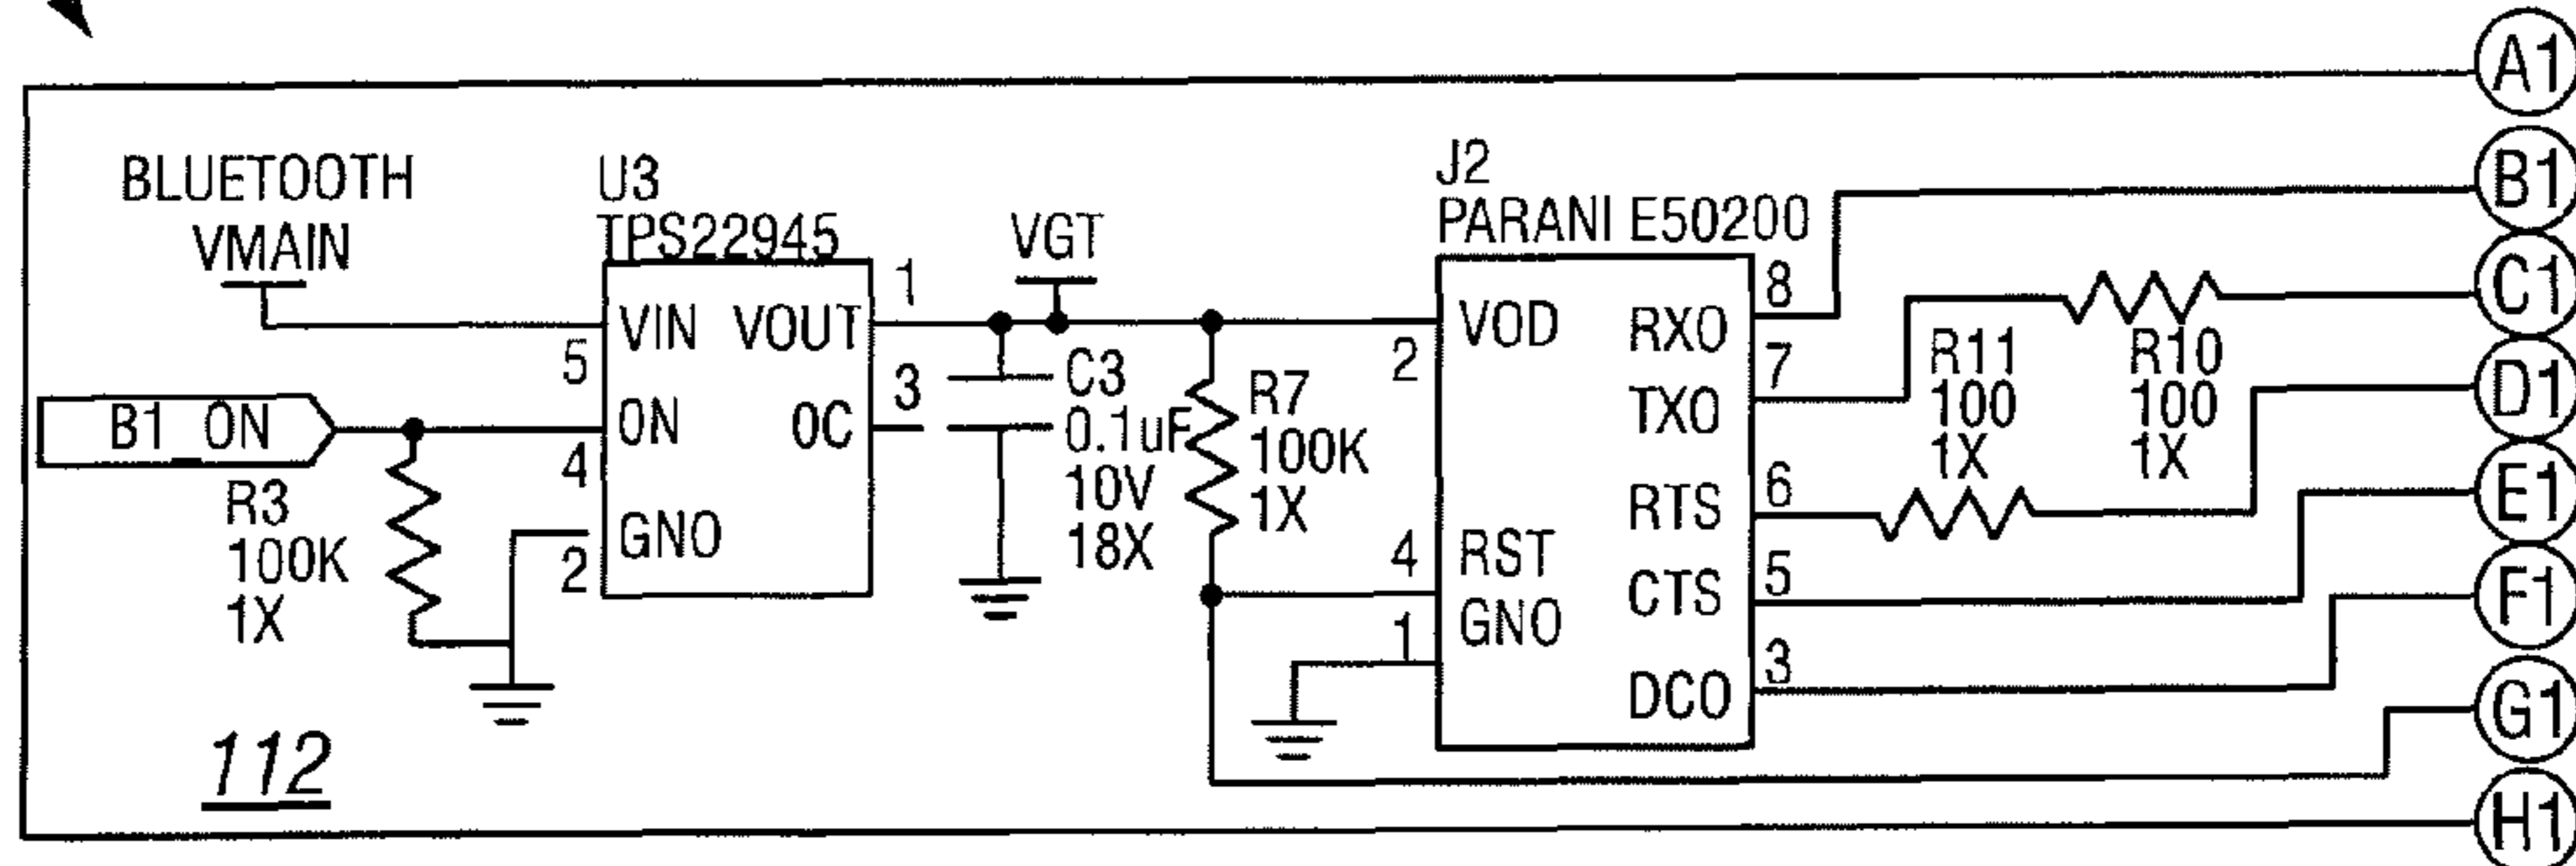 BLUETOOTH
VMAIN
B1_ON
R3
100K
1X
112
U3
TPS22945
VIN
VOUT
ON
OC
GNO
5
4
2
1
3
VGT
C3
0.1uF
10V
18X
R7
100K
1X
J2
PARANI E50200
VOD
RST
GNO
RXO
TXO
RTS
CTS
DCO
2
4
1
8
7
6
5
3
R11
100
1X
R10
100
1X
A1
B1
C1
D1
E1
F1
G1
H1